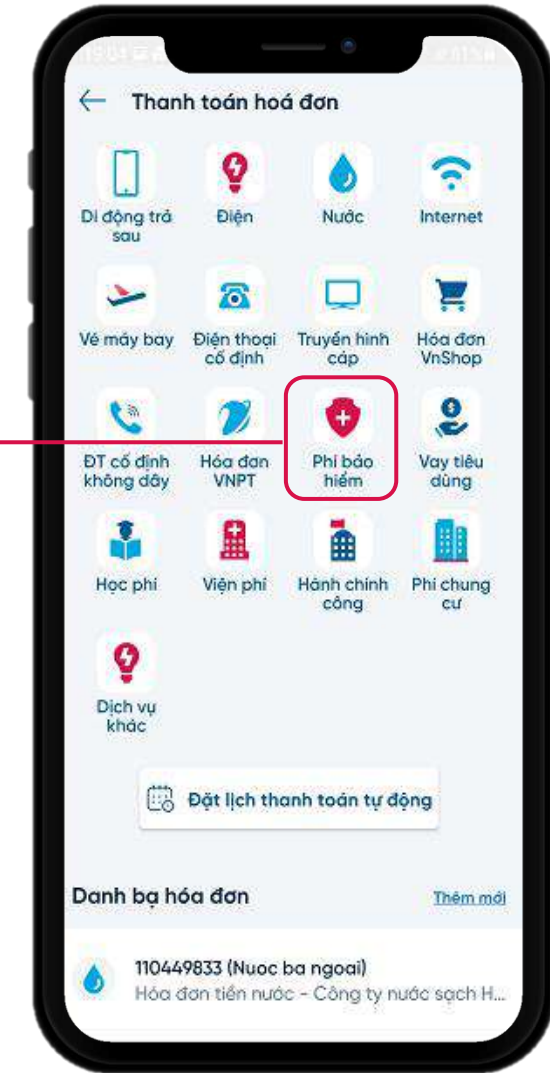 19:04
Thanh toán hoá đơn
Di động trả
sau
Điện
Nước
Internet
Vé máy bay
Điện thoại
cố định
Truyền hình
cáp
Hóa đơn
VnShop
ĐT cố định
không dây
Hóa đơn
VNPT
Phí bảo
hiểm
Vay tiêu
dùng
Học phí
Viện phí
Hành chính
công
Phí chung
cư
Dịch vụ
khác
Đặt lịch thanh toán tự động
Danh bạ hóa đơn
Thêm mới
110449833 (Nuoc ba ngoai)
Hóa đơn tiền nước - Công ty nước sạch H...